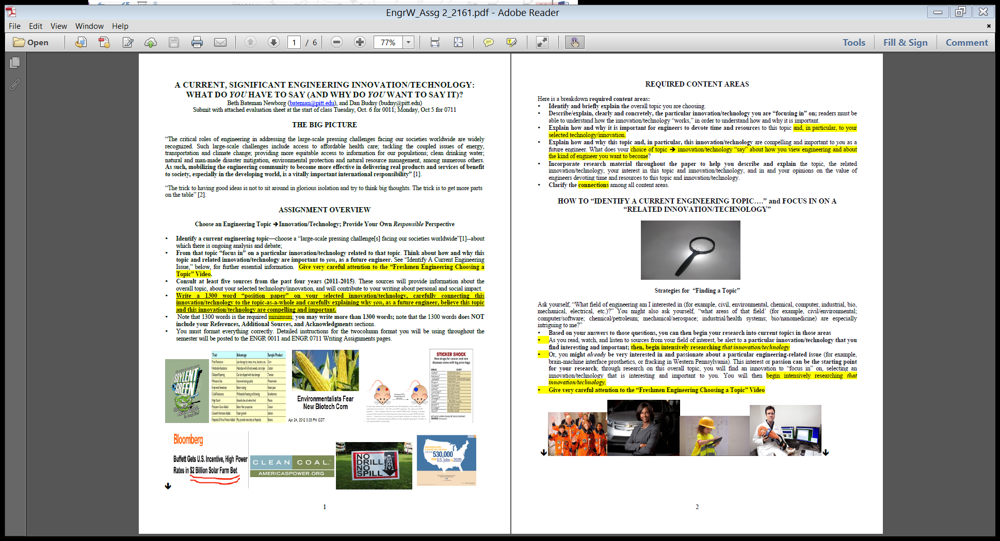 EngrW_Assg 2_2161.pdf - Adobe Reader
File Edit View Window Help
Open
1 / 6
77%
Tools Fill & Sign Comment
A CURRENT, SIGNIFICANT ENGINEERING INNOVATION/TECHNOLOGY:
WHAT DO YOU HAVE TO SAY (AND WHY DO YOU WANT TO SAY IT)?
Beth Bateman Newborg (bateman@pitt.edu), and Dan Budny (budny@pitt.edu)
Submit with attached evaluation sheet at the start of class Tuesday, Oct. 6 for 0011; Monday, Oct 5 for 0711
THE BIG PICTURE
“The critical roles of engineering in addressing the large-scale pressing challenges facing our societies worldwide are widely
recognized. Such large-scale challenges include access to affordable health care; tackling the coupled issues of energy,
transportation and climate change; providing more equitable access to information for our populations; clean drinking water;
natural and man-made disaster mitigation, environmental protection and natural resource management, among numerous others.
As such, mobilizing the engineering community to become more effective in delivering real products and services of benefit
to society, especially in the developing world, is a vitally important international responsibility” [1].
“The trick to having good ideas is not to sit around in glorious isolation and try to think big thoughts. The trick is to get more parts
on the table” [2].
ASSIGNMENT OVERVIEW
Choose an Engineering Topic ➔Innovation/Technology; Provide Your Own Responsible Perspective
• Identify a current engineering topic—choose a “large-scale pressing challenge[s] facing our societies worldwide”[1]--about
which there is ongoing analysis and debate;
• From that topic “focus in” on a particular innovation/technology related to that topic. Think about how and why this
topic and related innovation/technology are important to you, as a future engineer. See “Identify A Current Engineering
Issue,” below, for further essential information. Give very careful attention to the “Freshmen Engineering Choosing a
Topic” Video.
• Consult at least five sources from the past four years (2011-2015). These sources will provide information about the
overall topic, about your selected technology/innovation, and will contribute to your writing about personal and social impact.
• Write a 1300 word “position paper” on your selected innovation/technology, carefully connecting this
innovation/technology to the topic-as-a-whole and carefully explaining why you, as a future engineer, believe this topic
and this innovation/technology are compelling and important.
• Note that 1300 words is the required minimum; you may write more than 1300 words; note that the 1300 words does NOT
include your References, Additional Sources, and Acknowledgments sections.
• You must format everything correctly. Detailed instructions for the twocolumn format you will be using throughout the
semester will be posted to the ENGR 0011 and ENGR 0711 Writing Assignments pages.
SOYLENT
GREEN
Trait Advantage Sample Product
Environmentalists Fear
New Biotech Corn
Apr 24, 2012 3:33 PM CDT
STICKER SHOCK
New drugs for cancer and rare
diseases come with big price tags
DRUG COST
Bloomberg
Buffett Gets U.S. Incentive, High Power
Rates in $2 Billion Solar Farm Bet
CLEAN COAL
AMERICASPOWER.ORG
NO
DRILL
NO
SPILL
530,000
new U.S. jobs by 2025
1
REQUIRED CONTENT AREAS
Here is a breakdown required content areas:
• Identify and briefly explain the overall topic you are choosing.
• Describe/explain, clearly and concretely, the particular innovation/technology you are “focusing in” on; readers must be
able to understand how the innovation/technology “works,” in order to understand how and why it is important.
• Explain how and why it is important for engineers to devote time and resources to this topic and, in particular, to your
selected technology/innovation.
• Explain how and why this topic and, in particular, this innovation/technology are compelling and important to you as a
future engineer. What does your choice of topic ➔ innovation/technology “say” about how you view engineering and about
the kind of engineer you want to become?
• Incorporate research material throughout the paper to help you describe and explain the topic, the related
innovation/technology, your interest in this topic and innovation/technology, and in and your opinions on the value of
engineers devoting time and resources to this topic and innovation/technology.
• Clarify the connections among all content areas.
HOW TO “IDENTIFY A CURRENT ENGINEERING TOPIC….” and FOCUS IN ON A
“RELATED INNOVATION/TECHNOLOGY”
Strategies for “Finding a Topic”
Ask yourself, “What field of engineering am I interested in (for example, civil, environmental, chemical, computer, industrial, bio,
mechanical, electrical, etc.)?” You might also ask yourself, “what areas of that field’ (for example, civil/environmental;
computer/software; chemical/petroleum; mechanical/aerospace; industrial/health systems; bio/nanomedicine) are especially
intriguing to me?”
• Based on your answers to those questions, you can then begin your research into current topics in those areas
• As you read, watch, and listen to sources from your field of interest, be alert to a particular innovation/technology that you
find interesting and important; then, begin intensively researching that innovation/technology
• Or, you might already be very interested in and passionate about a particular engineering-related issue (for example,
brain-machine interface prosthetics, or fracking in Western Pennsylvania). This interest or passion can be the starting point
for your research; through research on this overall topic, you will find an innovation to “focus in” on, selecting an
innovation/technology that is interesting and important to you. You will then begin intensively researching that
innovation/technology.
• Give very careful attention to the “Freshmen Engineering Choosing a Topic” Video
2